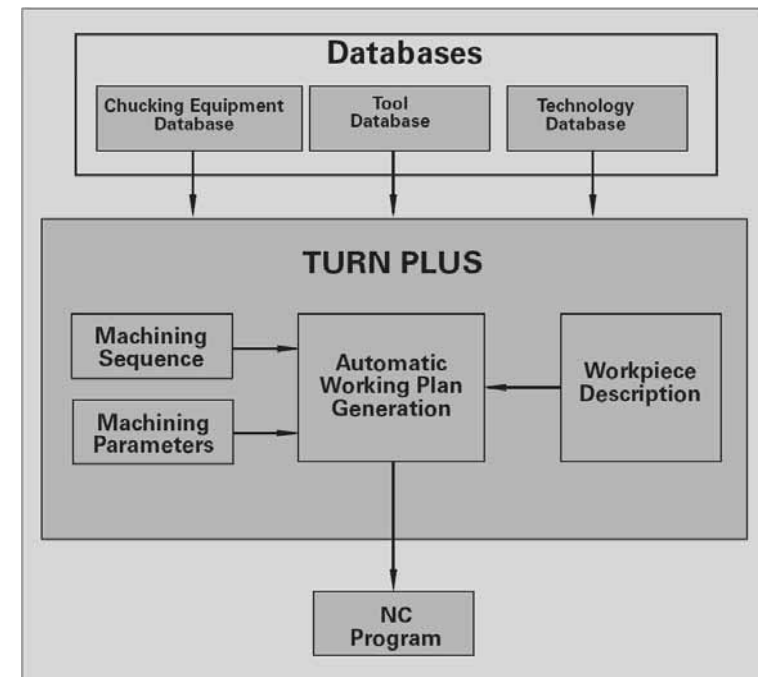 Databases
Chucking Equipment
Database
Tool
Database
Technology
Database
TURN PLUS
Machining
Sequence
Machining
Parameters
Automatic
Working Plan
Generation
Workpiece
Description
NC
Program